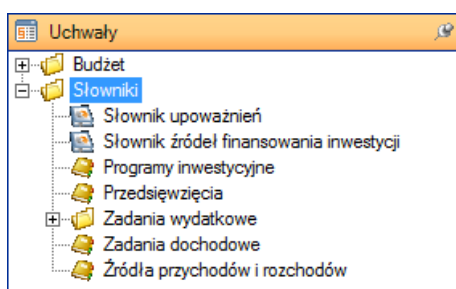 Uchwały
Budżet
Słowniki
Słownik upoważnień
Słownik źródeł finansowania inwestycji
Programy inwestycyjne
Przedsięwzięcia
Zadania wydatkowe
Zadania dochodowe
Źródła przychodów i rozchodów